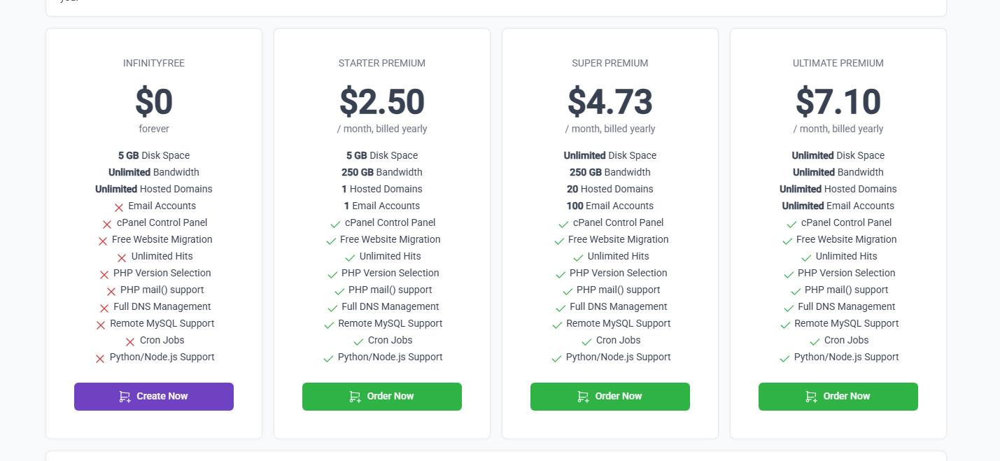 INFINITYFREE
$0
forever
5 GB Disk Space
Unlimited Bandwidth
Unlimited Hosted Domains
Email Accounts
cPanel Control Panel
Free Website Migration
Unlimited Hits
PHP Version Selection
PHP mail() support
Full DNS Management
Remote MySQL Support
Cron Jobs
Python/Node.js Support
Create Now
STARTER PREMIUM
$2.50
/ month, billed yearly
5 GB Disk Space
250 GB Bandwidth
1 Hosted Domains
1 Email Accounts
cPanel Control Panel
Free Website Migration
Unlimited Hits
PHP Version Selection
PHP mail() support
Full DNS Management
Remote MySQL Support
Cron Jobs
Python/Node.js Support
Order Now
SUPER PREMIUM
$4.73
/ month, billed yearly
Unlimited Disk Space
250 GB Bandwidth
20 Hosted Domains
100 Email Accounts
cPanel Control Panel
Free Website Migration
Unlimited Hits
PHP Version Selection
PHP mail() support
Full DNS Management
Remote MySQL Support
Cron Jobs
Python/Node.js Support
Order Now
ULTIMATE PREMIUM
$7.10
/ month, billed yearly
Unlimited Disk Space
Unlimited Bandwidth
Unlimited Hosted Domains
Unlimited Email Accounts
cPanel Control Panel
Free Website Migration
Unlimited Hits
PHP Version Selection
PHP mail() support
Full DNS Management
Remote MySQL Support
Cron Jobs
Python/Node.js Support
Order Now